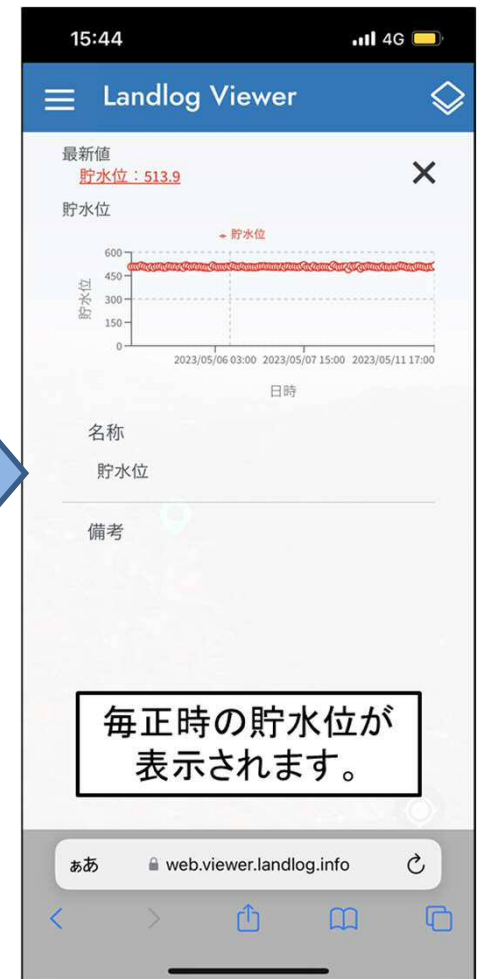 15:44
4G
Landlog Viewer
最新値
貯水位：513.9
貯水位
貯水位
600
450
300
150
0
貯水位
2023/05/06 03:00 2023/05/07 15:00 2023/05/11 17:00
日時
名称
貯水位
備考
毎正時の貯水位が
表示されます。
ぁあ web.viewer.landlog.info